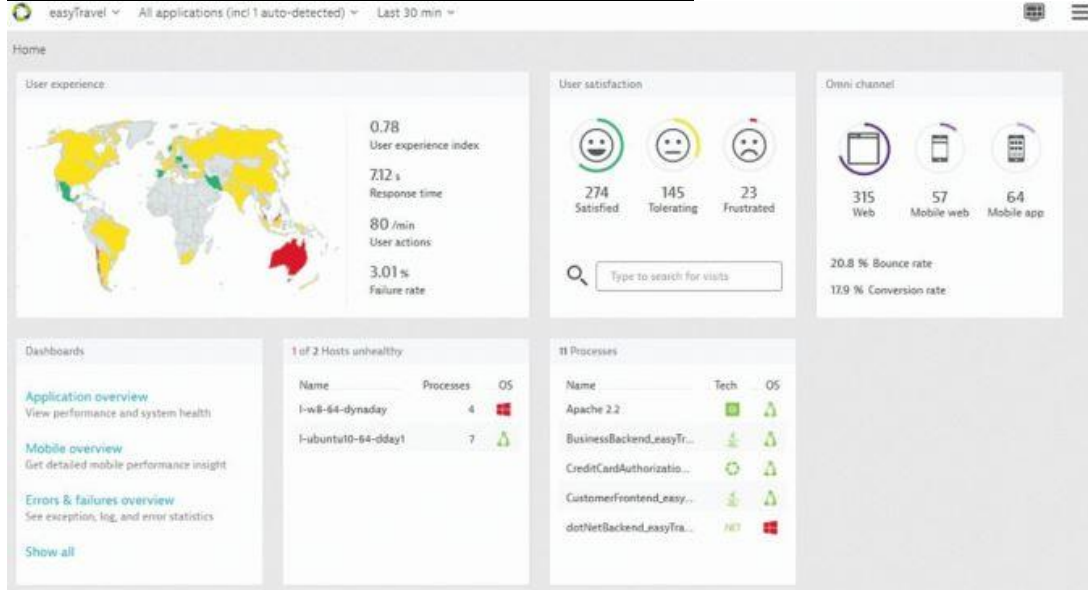 easyTravel
All applications (incl 1 auto-detected)
Last 30 min
Home
User experience
0.78
User experience index
7.12 s
Response time
80 /min
User actions
3.01 %
Failure rate
User satisfaction
274
Satisfied
145
Tolerating
23
Frustrated
Type to search for visits
Omni channel
315
Web
57
Mobile web
64
Mobile app
20.8 % Bounce rate
17.9 % Conversion rate
Dashboards
Application overview
View performance and system health
Mobile overview
Get detailed mobile performance insight
Errors & failures overview
See exception, log, and error statistics
Show all
1 of 2 Hosts unhealthy
Name Processes OS
l-w8-64-dynaday 4
l-ubuntu10-64-dday1 7
11 Processes
Name Tech OS
Apache 2.2
BusinessBackend_easyTr...
CreditCardAuthorizatio...
CustomerFrontend_easy...
dotNetBackend_easyTra... .NET